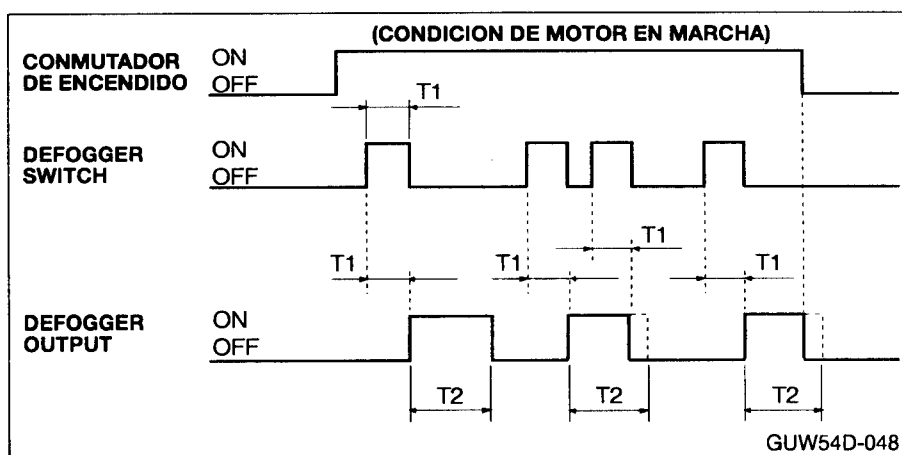 (CONDICION DE MOTOR EN MARCHA)
CONMUTADOR
DE ENCENDIDO
ON
OFF
T1
DEFOGGER
SWITCH
ON
OFF
T1
T1
T1
T1
DEFOGGER
OUTPUT
ON
OFF
T2
T2
T2
GUW54D-048